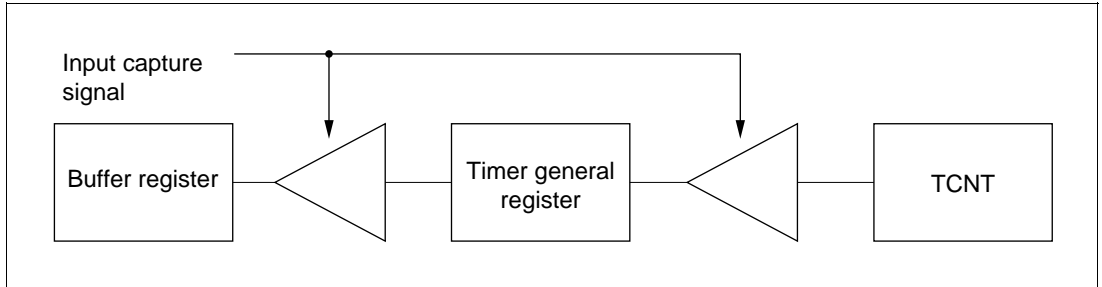 Input capture
signal
Buffer register
Timer general
register
TCNT